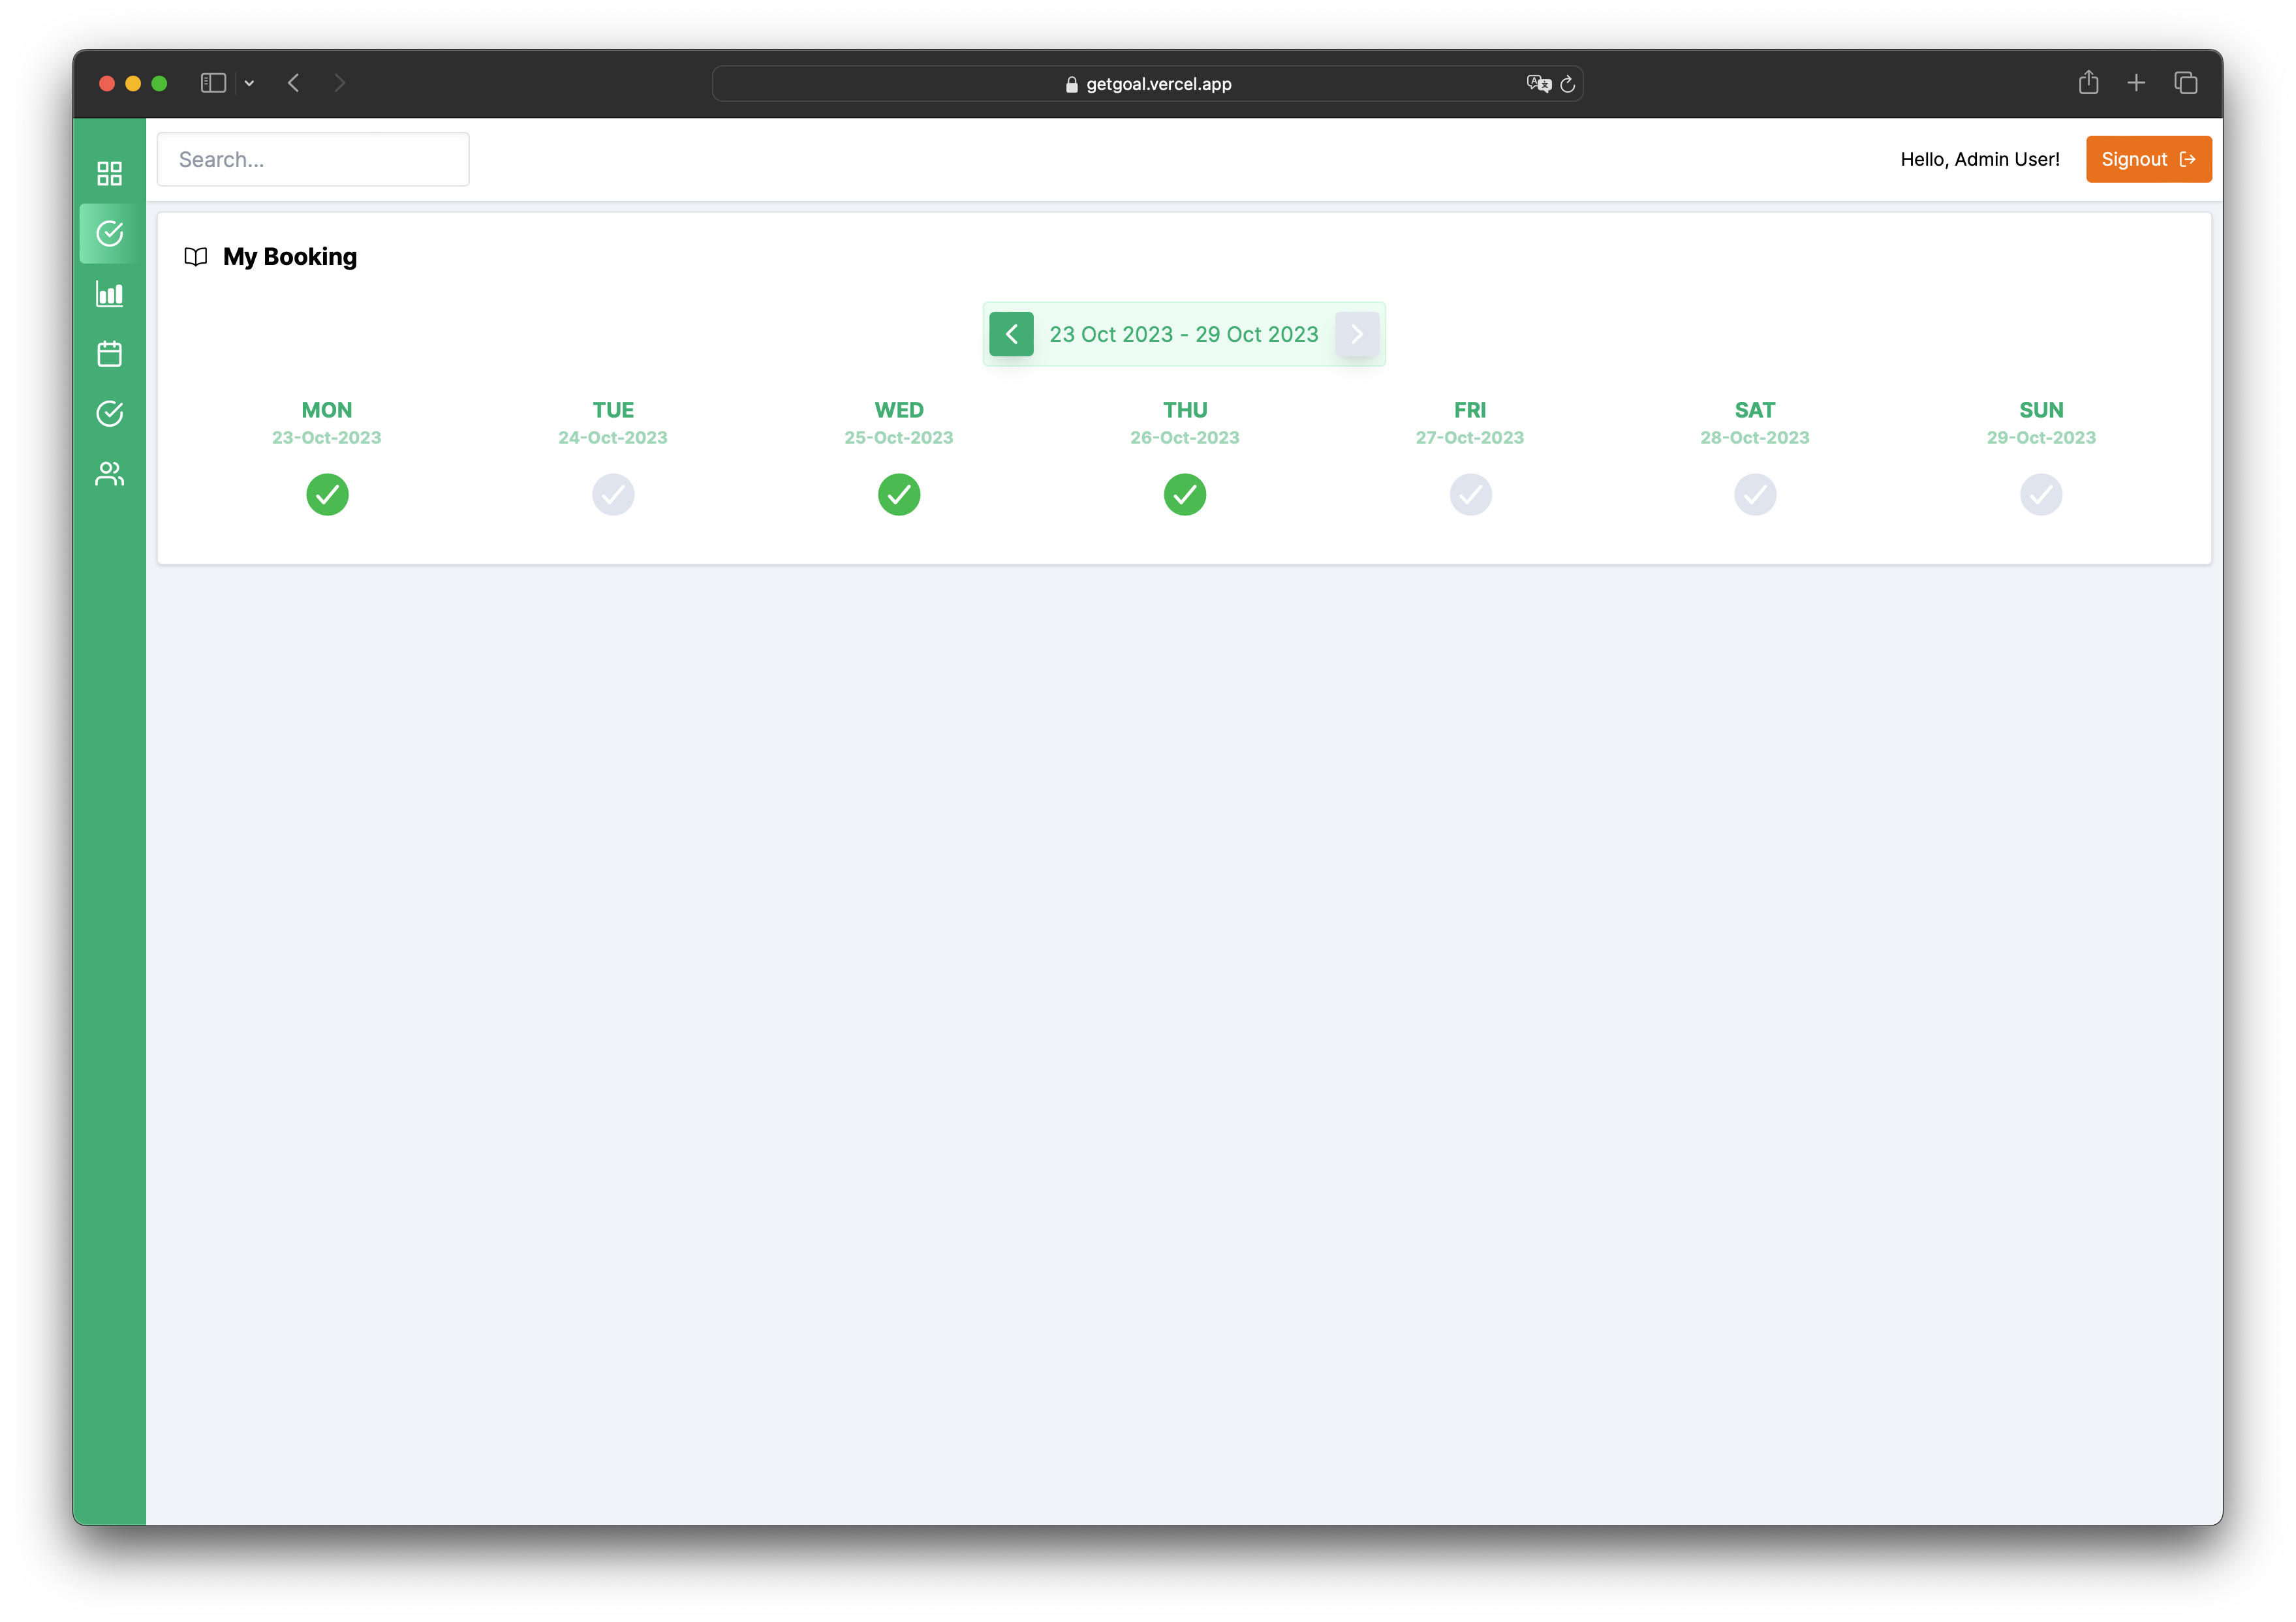 getgoal.vercel.app
Search...
Hello, Admin User!
Signout
My Booking
23 Oct 2023 - 29 Oct 2023
MON TUE WED THU FRI SAT SUN
23-Oct-2023 24-Oct-2023 25-Oct-2023 26-Oct-2023 27-Oct-2023 28-Oct-2023 29-Oct-2023